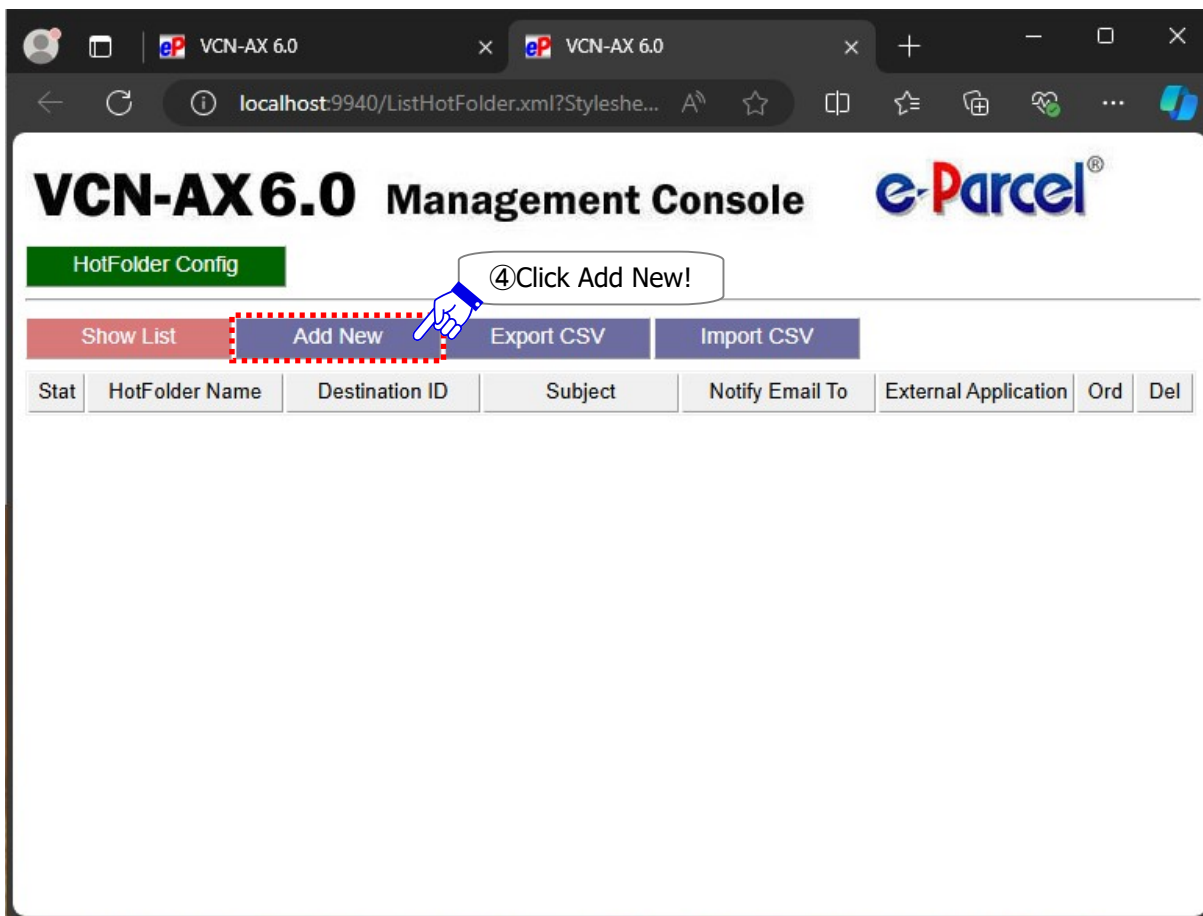 eP VCN-AX 6.0 eP VCN-AX 6.0
localhost:9940/ListHotFolder.xml?Styleshe...
VCN-AX 6.0 Management Console e-Parcel®
HotFolder Config
④Click Add New!
Show List Add New Export CSV Import CSV
Stat HotFolder Name Destination ID Subject Notify Email To External Application Ord Del